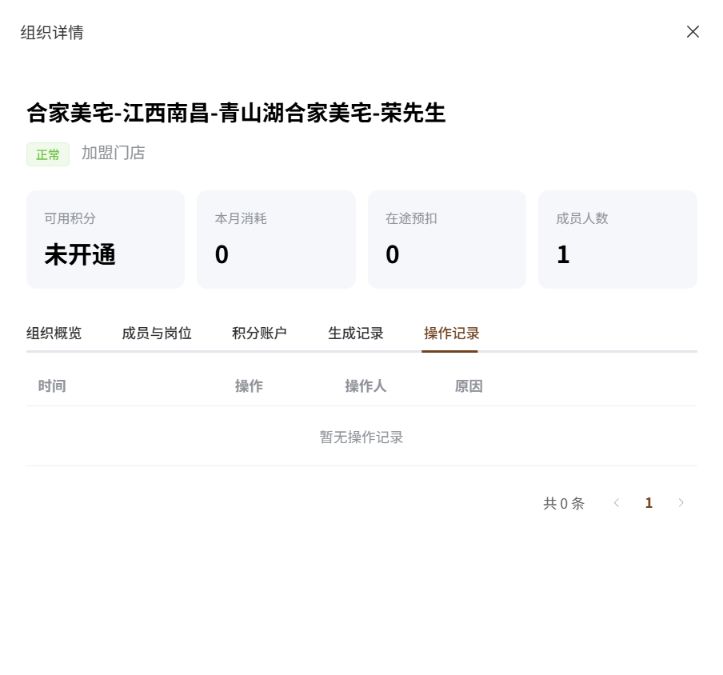 组织详情
合家美宅-江西南昌-青山湖合家美宅-荣先生
正常 加盟门店
可用积分 本月消耗 在途预扣 成员人数
未开通 0 0 1
组织概览 成员与岗位 积分账户 生成记录 操作记录
时间 操作 操作人 原因
暂无操作记录
共 0 条 1